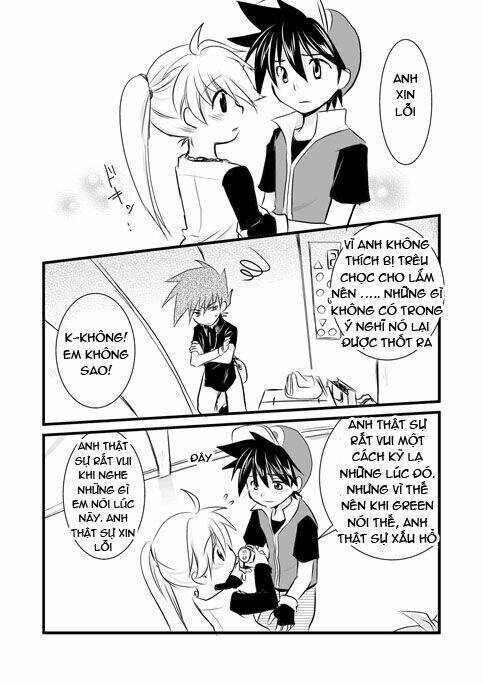 ANH
XIN
LỖI
ドキン…
VÌ ANH KHÔNG
THÍCH BỊ TRÊU
CHỌC CHO LẮM
NÊN ..... NHỮNG GÌ
KHÔNG CÓ TRONG
Ý NGHĨ NÓ LẠI
ĐƯỢC THỐT RA
K-KHÔNG!
EM KHÔNG
SAO!
ANH THẬT SỰ
RẤT VUI MỘT
CÁCH KỲ LẠ
NHỮNG LÚC ĐÓ.
NHƯNG VÌ THẾ
NÊN KHI GREEN
NÓI THẾ, ANH
THẬT SỰ XẤU HỔ
ĐÂY
ANH THẬT
SỰ RẤT VUI
KHI NGHE
NHỮNG GÌ
EM NÓI LÚC
NÃY. ANH
THẬT SỰ XIN
LỖI